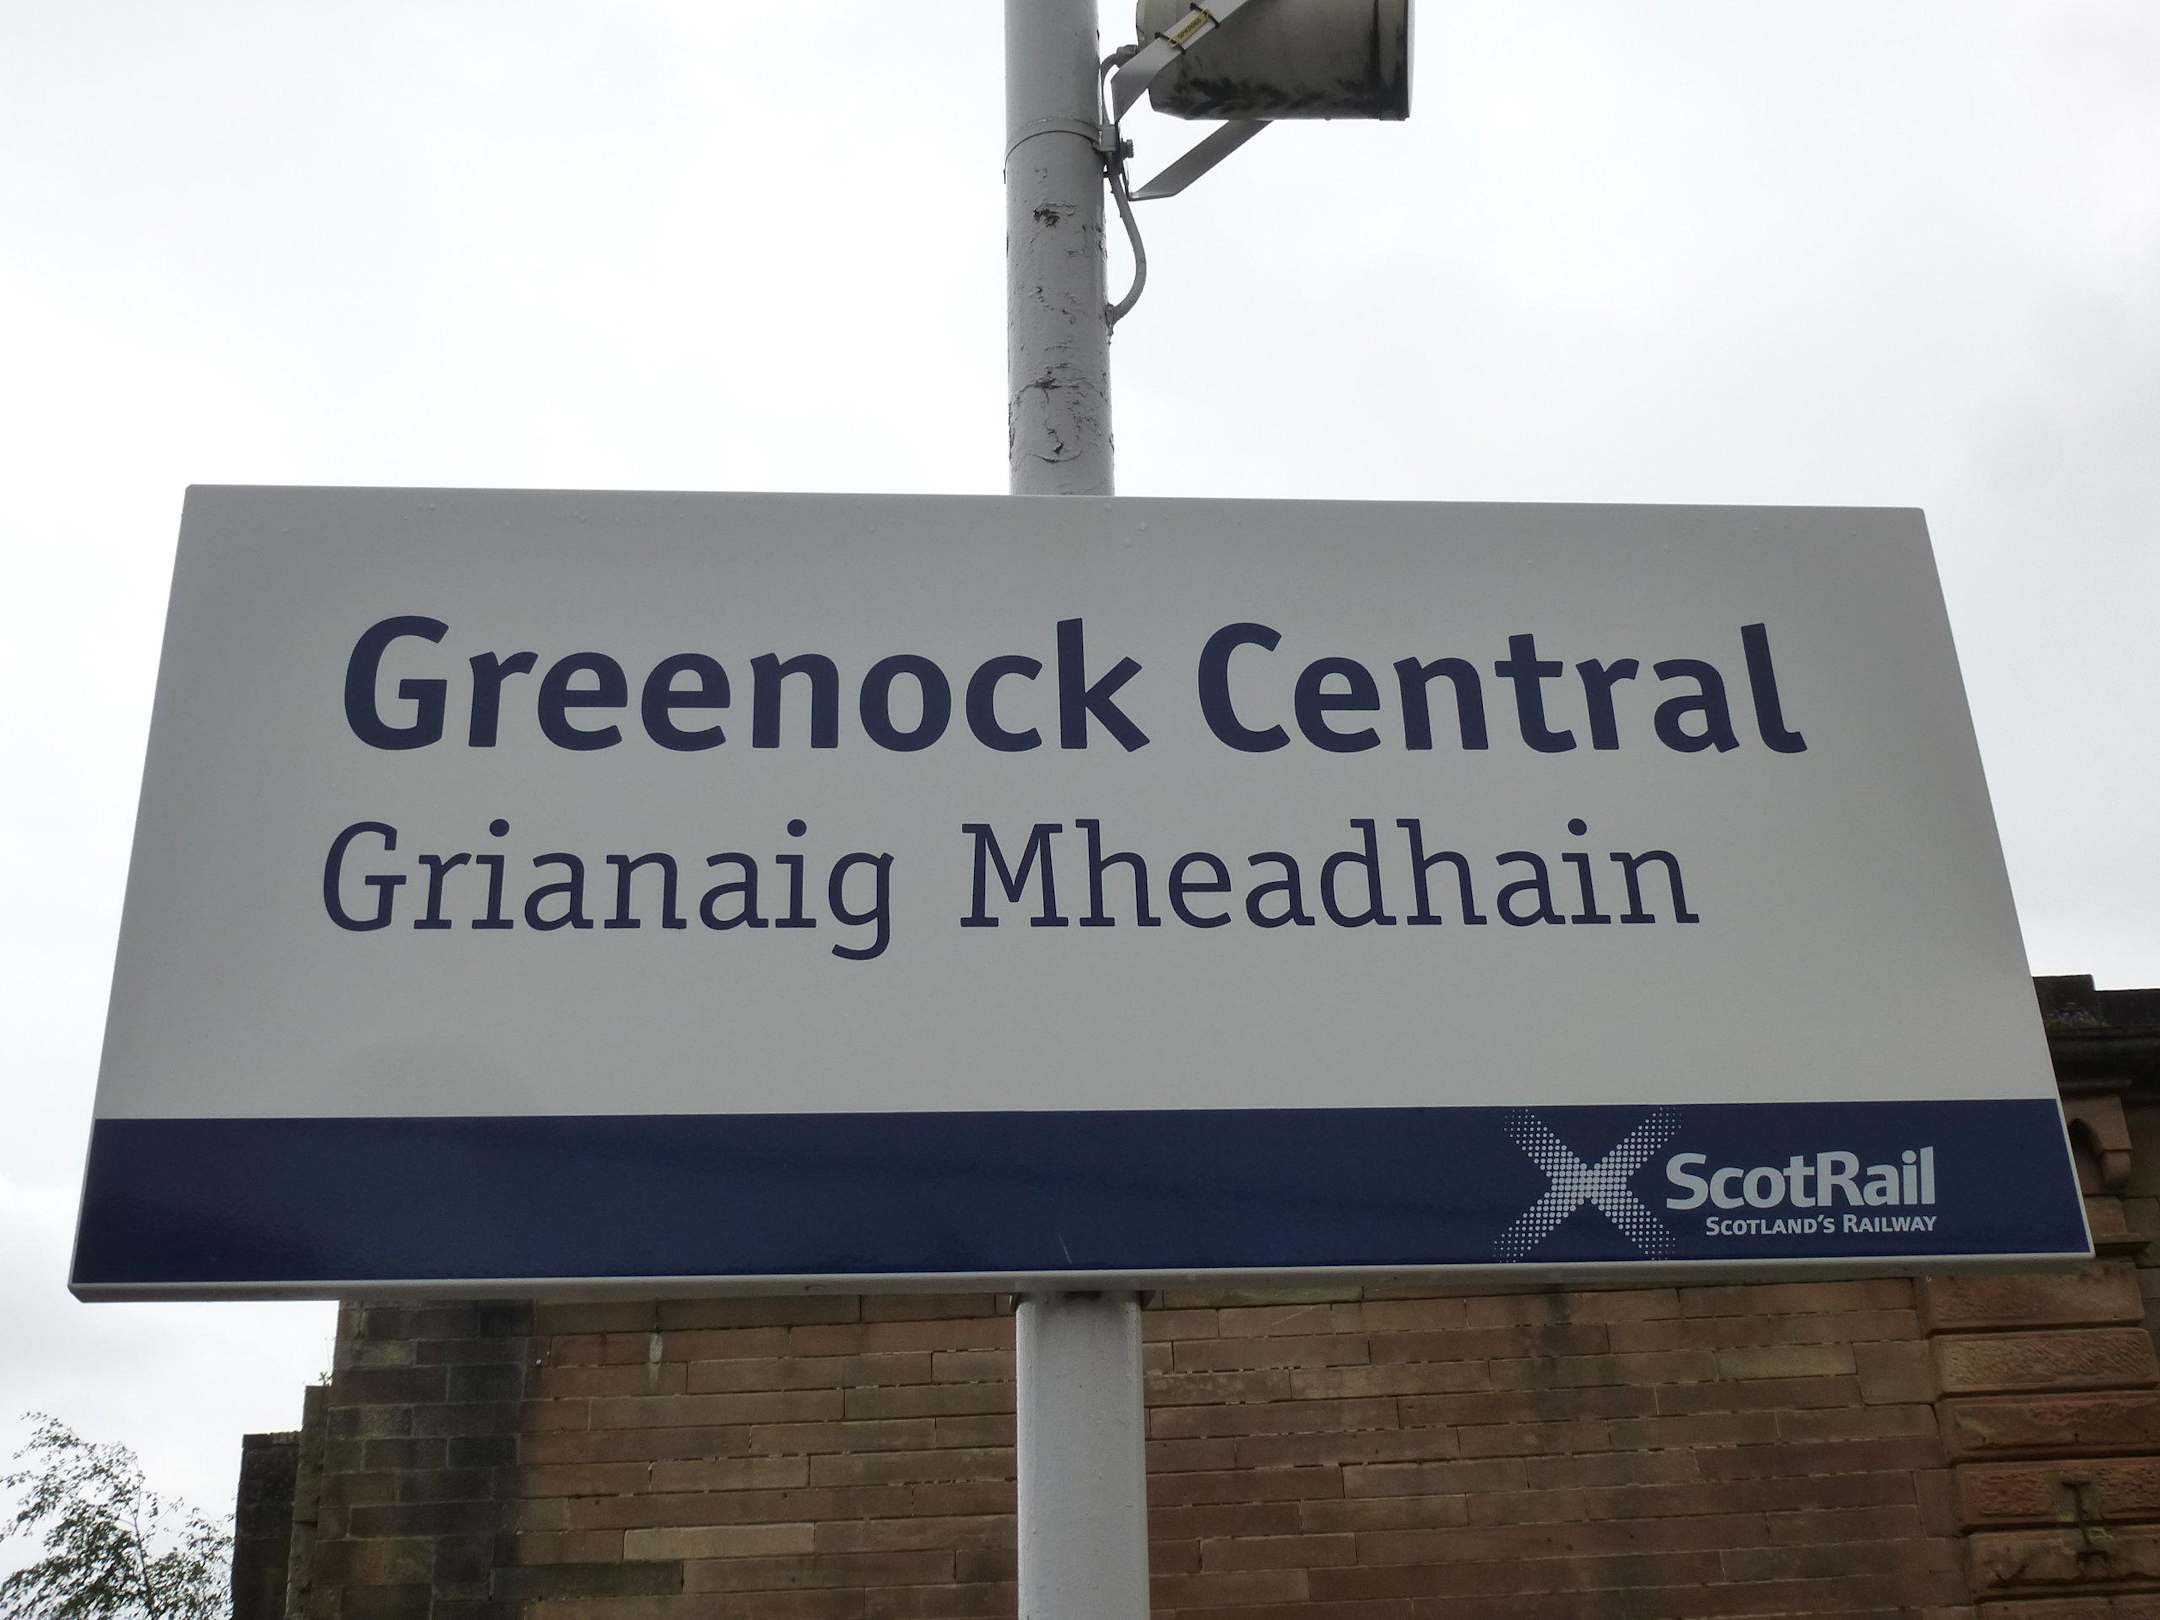 Greenock Central
Grianaig Mheadhain
ScotRail
SCOTLAND'S RAILWAY